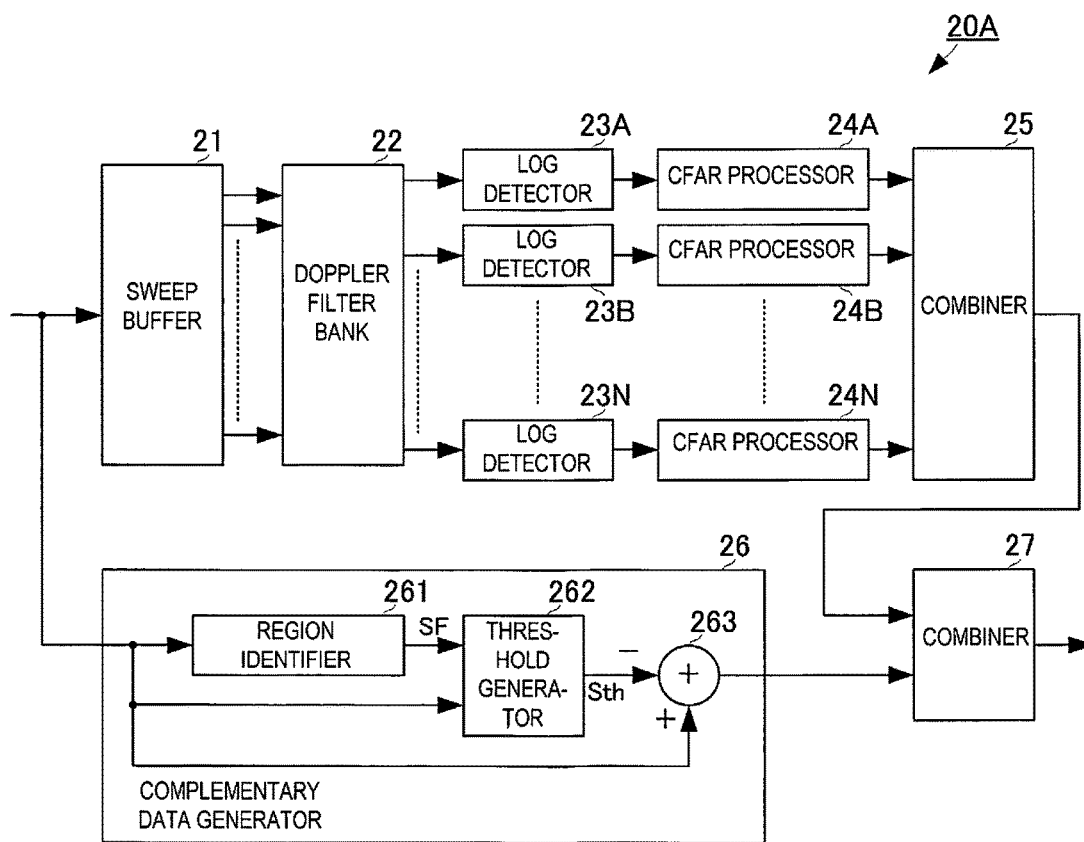 20A
21
22
23A
24A
25
SWEEP
BUFFER
DOPPLER
FILTER
BANK
LOG
DETECTOR
CFAR PROCESSOR
LOG
DETECTOR
CFAR PROCESSOR
23B
24B
COMBINER
23N
24N
LOG
DETECTOR
CFAR PROCESSOR
26
27
261
262
263
REGION
IDENTIFIER
SF
THRES-
HOLD
GENERA-
TOR
Sth
−
+
+
COMBINER
COMPLEMENTARY
DATA GENERATOR